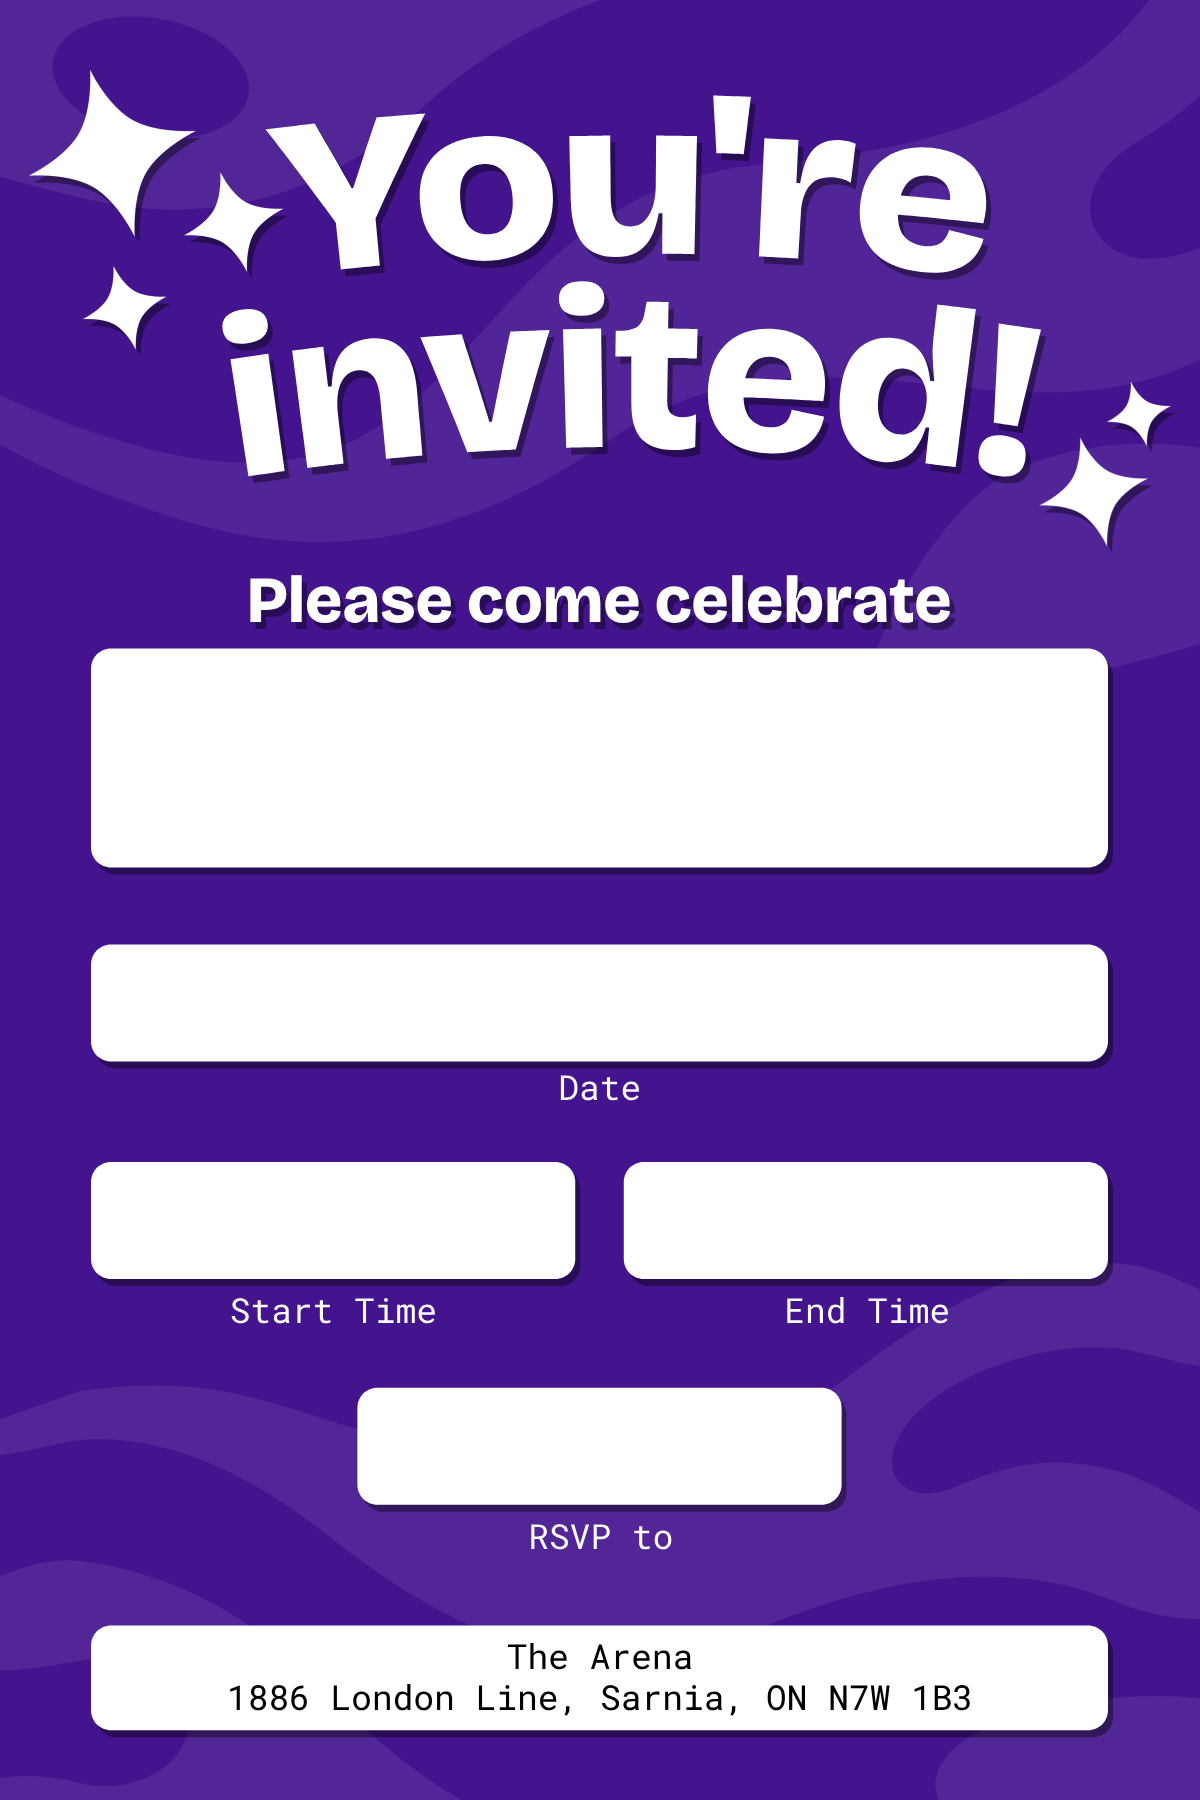 You're
invited!
Please come celebrate
Date
Start Time
End Time
RSVP to
The Arena
1886 London Line, Sarnia, ON N7W 1B3